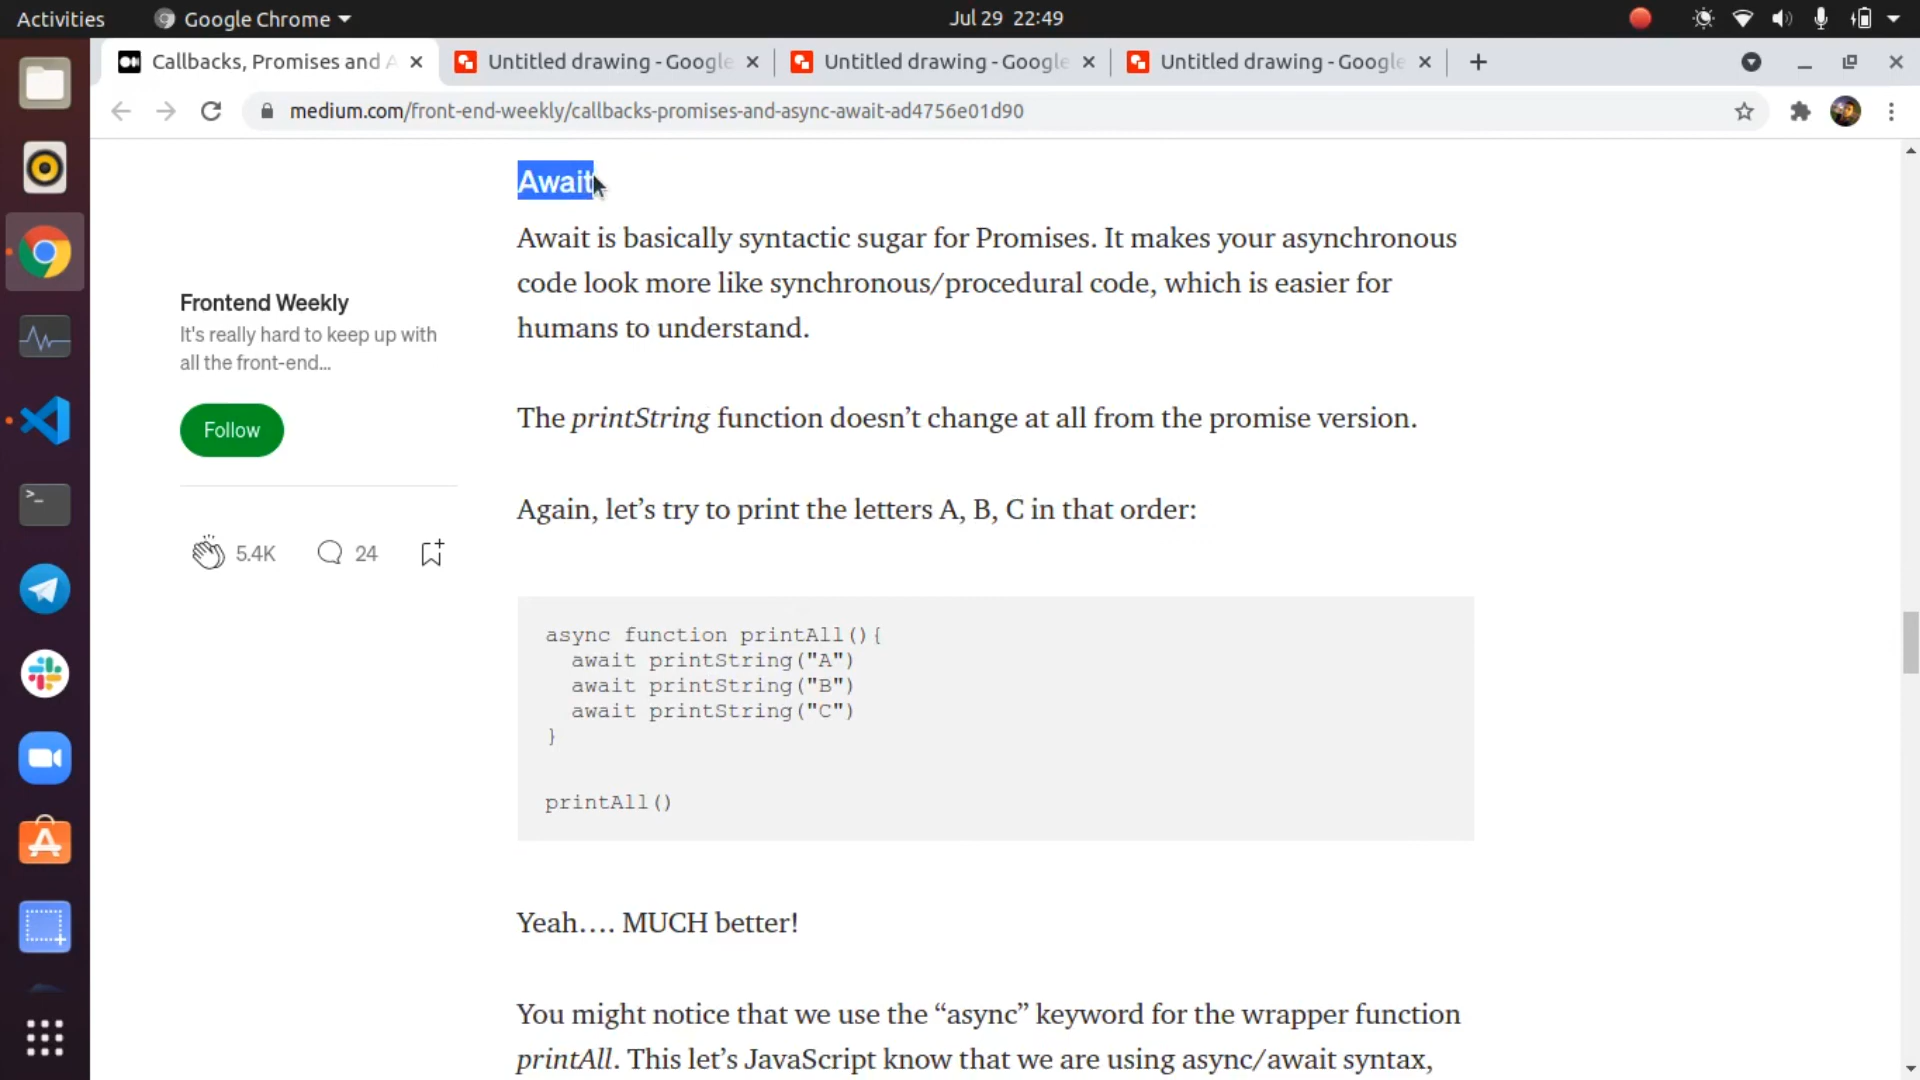 Activities
Google Chrome
Jul 29 22:49
Callbacks, Promises and A
Untitled drawing - Google
Untitled drawing - Google
Untitled drawing - Google
medium.com/front-end-weekly/callbacks-promises-and-async-await-ad4756e01d90
Frontend Weekly
It's really hard to keep up with
all the front-end...
Follow
5.4K
24
Await
Await is basically syntactic sugar for Promises. It makes your asynchronous
code look more like synchronous/procedural code, which is easier for
humans to understand.
The printString function doesn’t change at all from the promise version.
Again, let’s try to print the letters A, B, C in that order:
async function printAll(){
  await printString("A")
  await printString("B")
  await printString("C")
}
printAll()
Yeah…. MUCH better!
You might notice that we use the “async” keyword for the wrapper function
printAll. This let’s JavaScript know that we are using async/await syntax,